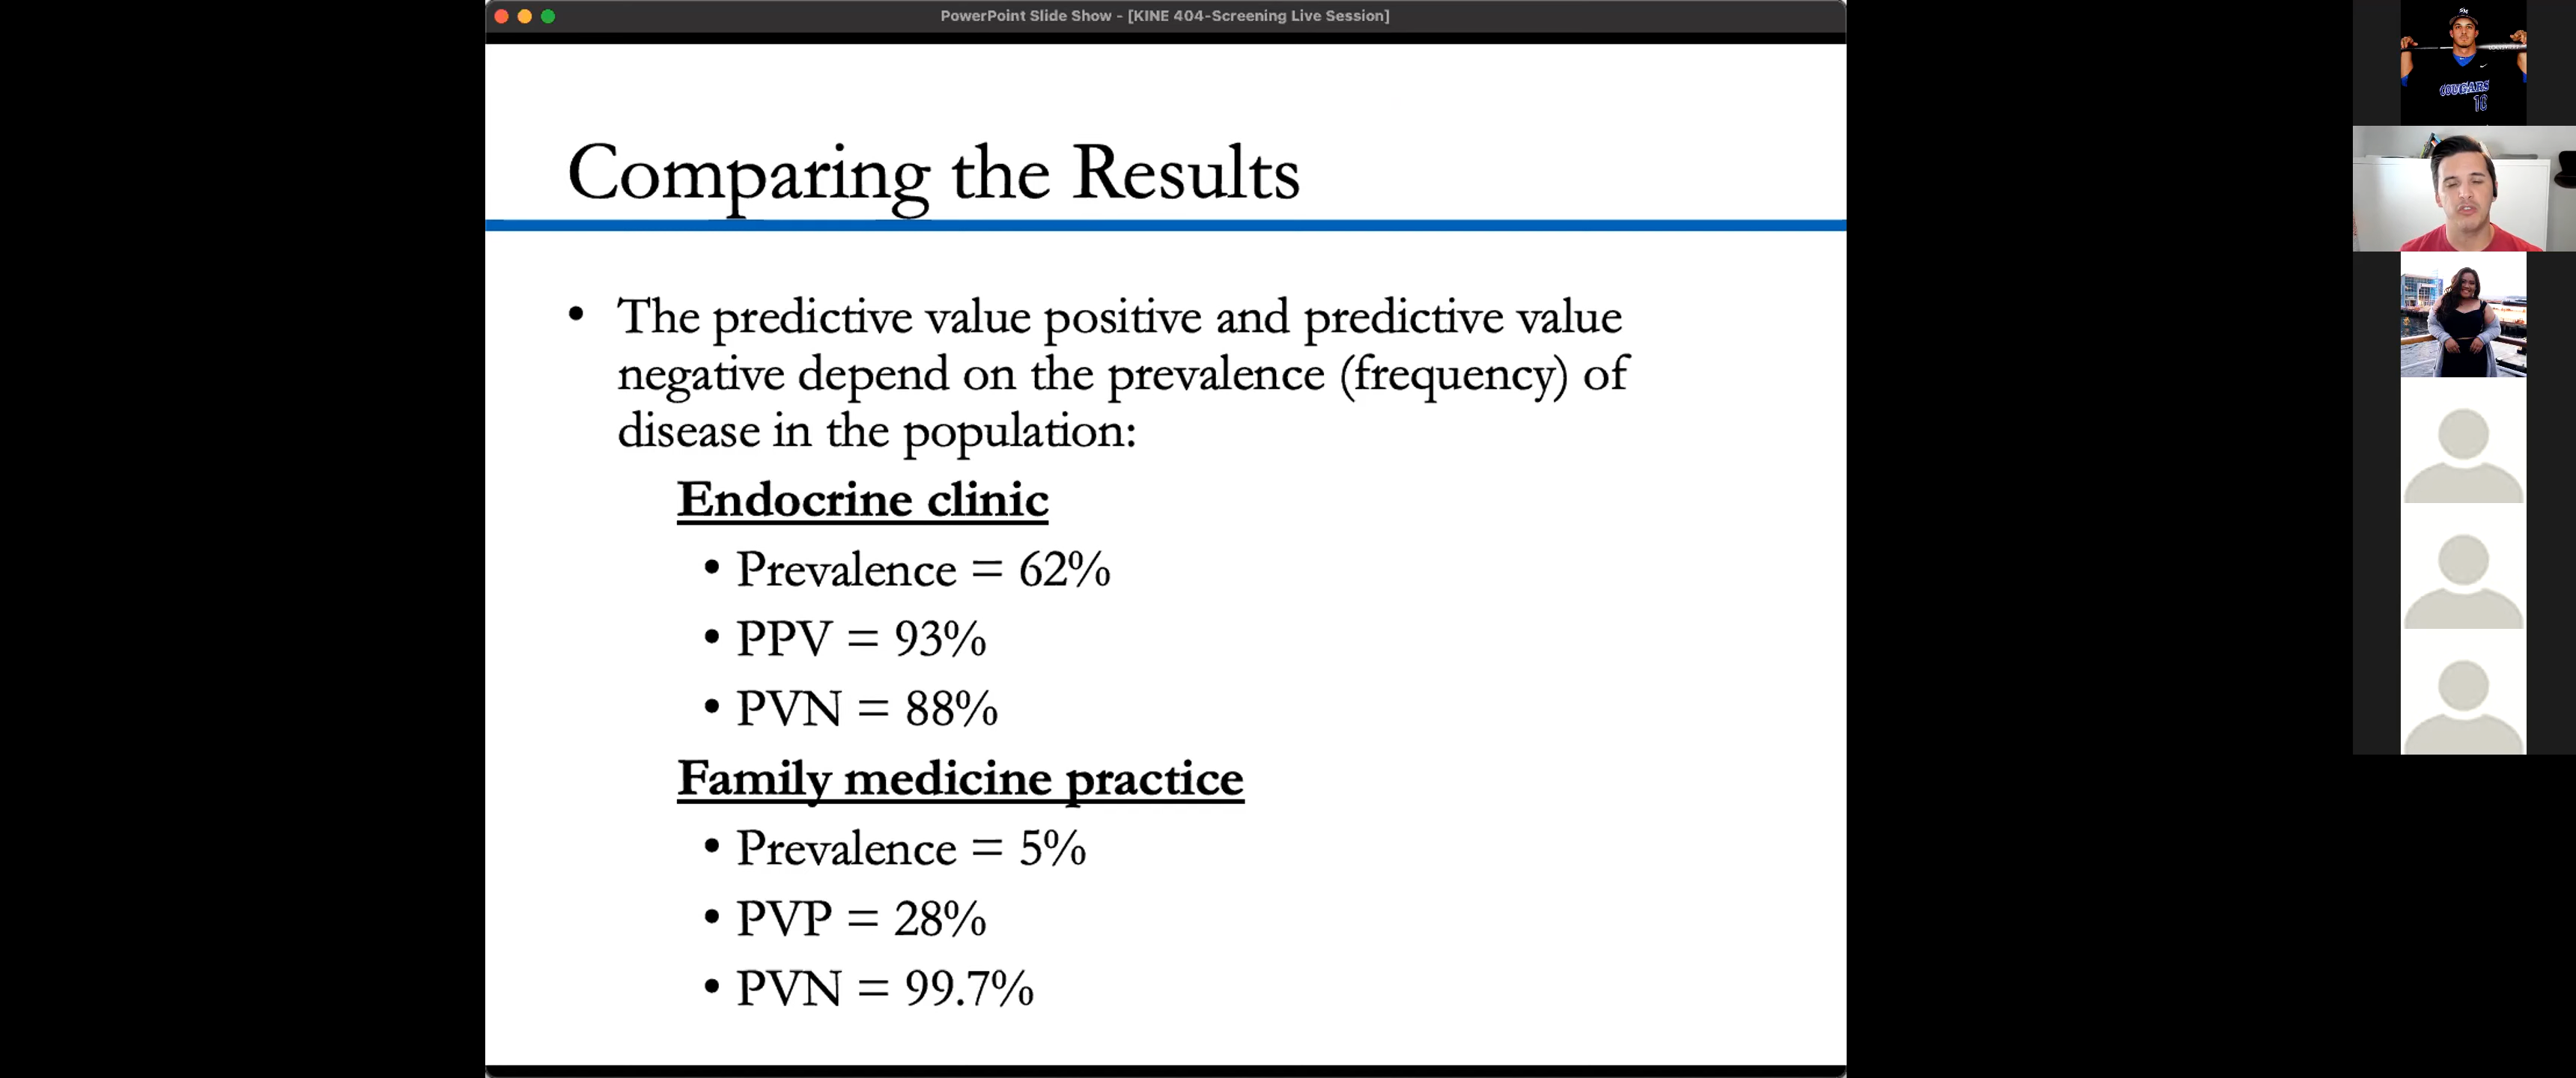 PowerPoint Slide Show - [KINE 404-Screening Live Session]
Comparing the Results
• The predictive value positive and predictive value
negative depend on the prevalence (frequency) of
disease in the population:
Endocrine clinic
• Prevalence = 62%
• PPV = 93%
• PVN = 88%
Family medicine practice
• Prevalence = 5%
• PVP = 28%
• PVN = 99.7%
COUGARS